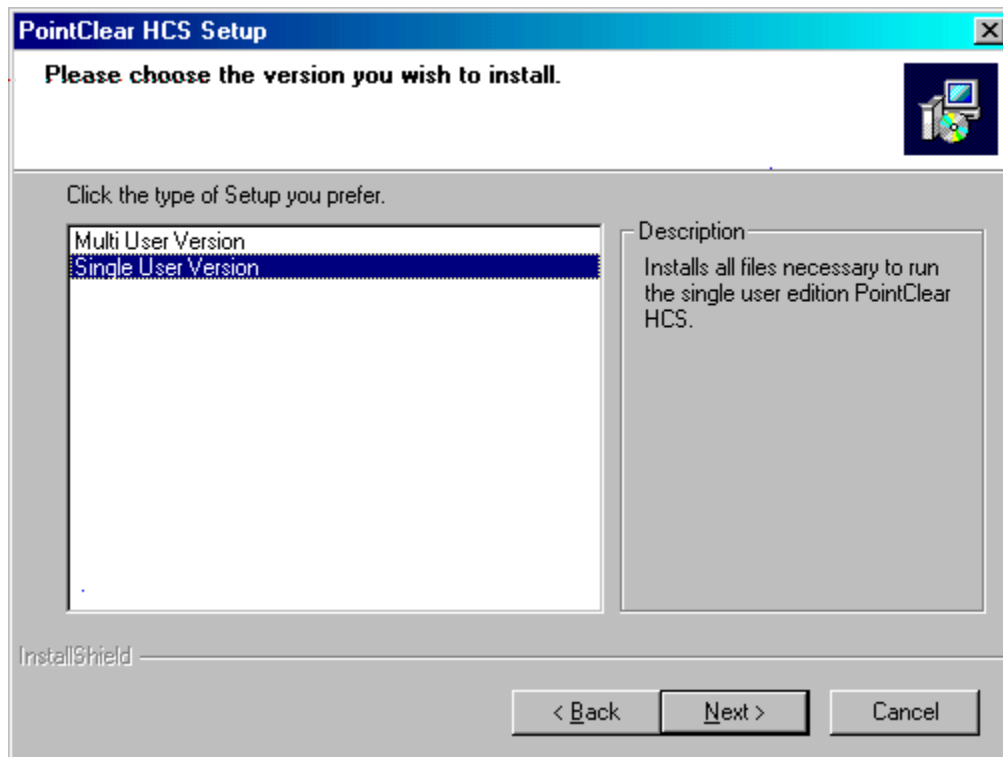 PointClear HCS Setup
Please choose the version you wish to install.
Click the type of Setup you prefer.
Multi User Version
Single User Version
Description
Installs all files necessary to run
the single user edition PointClear
HCS.
InstallShield
< Back
Next >
Cancel